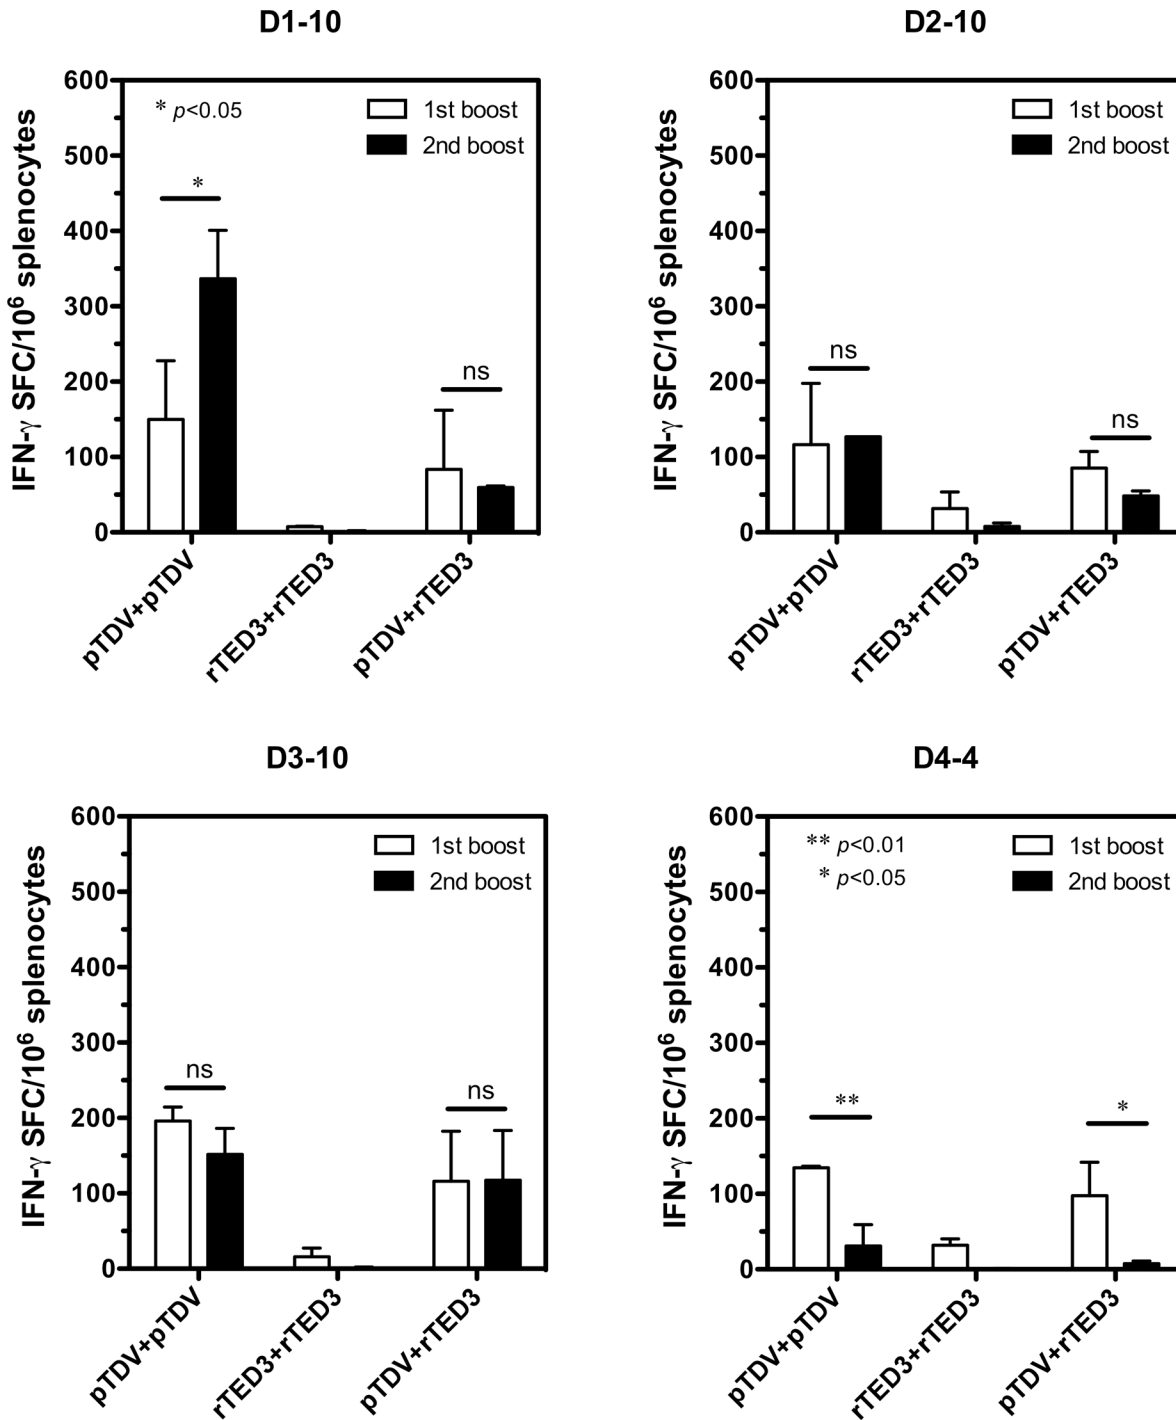 D1-10
IFN-γ SFC/10⁶ splenocytes
600
500
400
300
200
100
0
* p<0.05
1st boost
2nd boost
*
ns
pTDV+pTDV
rTED3+rTED3
pTDV+rTED3
D2-10
IFN-γ SFC/10⁶ splenocytes
600
500
400
300
200
100
0
1st boost
2nd boost
ns
ns
pTDV+pTDV
rTED3+rTED3
pTDV+rTED3
D3-10
IFN-γ SFC/10⁶ splenocytes
600
500
400
300
200
100
0
1st boost
2nd boost
ns
ns
pTDV+pTDV
rTED3+rTED3
pTDV+rTED3
D4-4
IFN-γ SFC/10⁶ splenocytes
600
500
400
300
200
100
0
** p<0.01
* p<0.05
1st boost
2nd boost
**
*
pTDV+pTDV
rTED3+rTED3
pTDV+rTED3